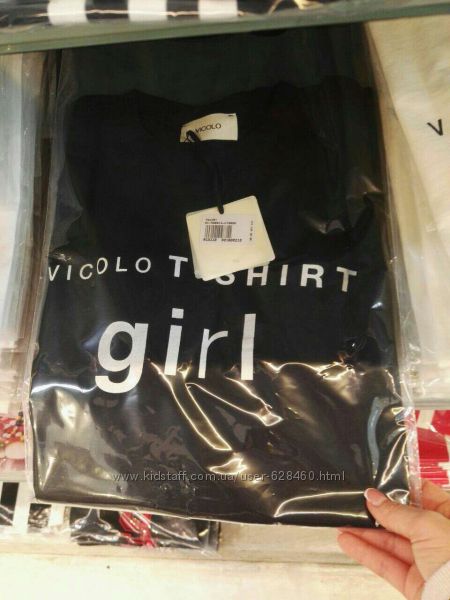 VICOLO
VICOLO T-SHIRT
girl
V
www.kidstaff.com.ua/user-628460.html